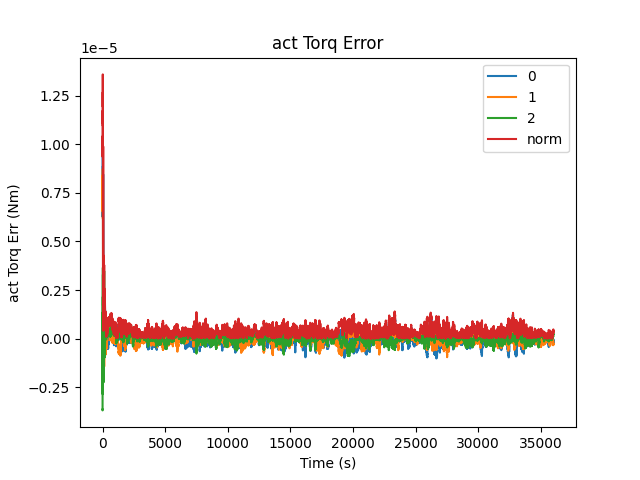 act Torq Error
1e−5
1.25
1.00
0.75
0.50
0.25
0.00
−0.25
act Torq Err (Nm)
0
1
2
norm
0 5000 10000 15000 20000 25000 30000 35000
Time (s)